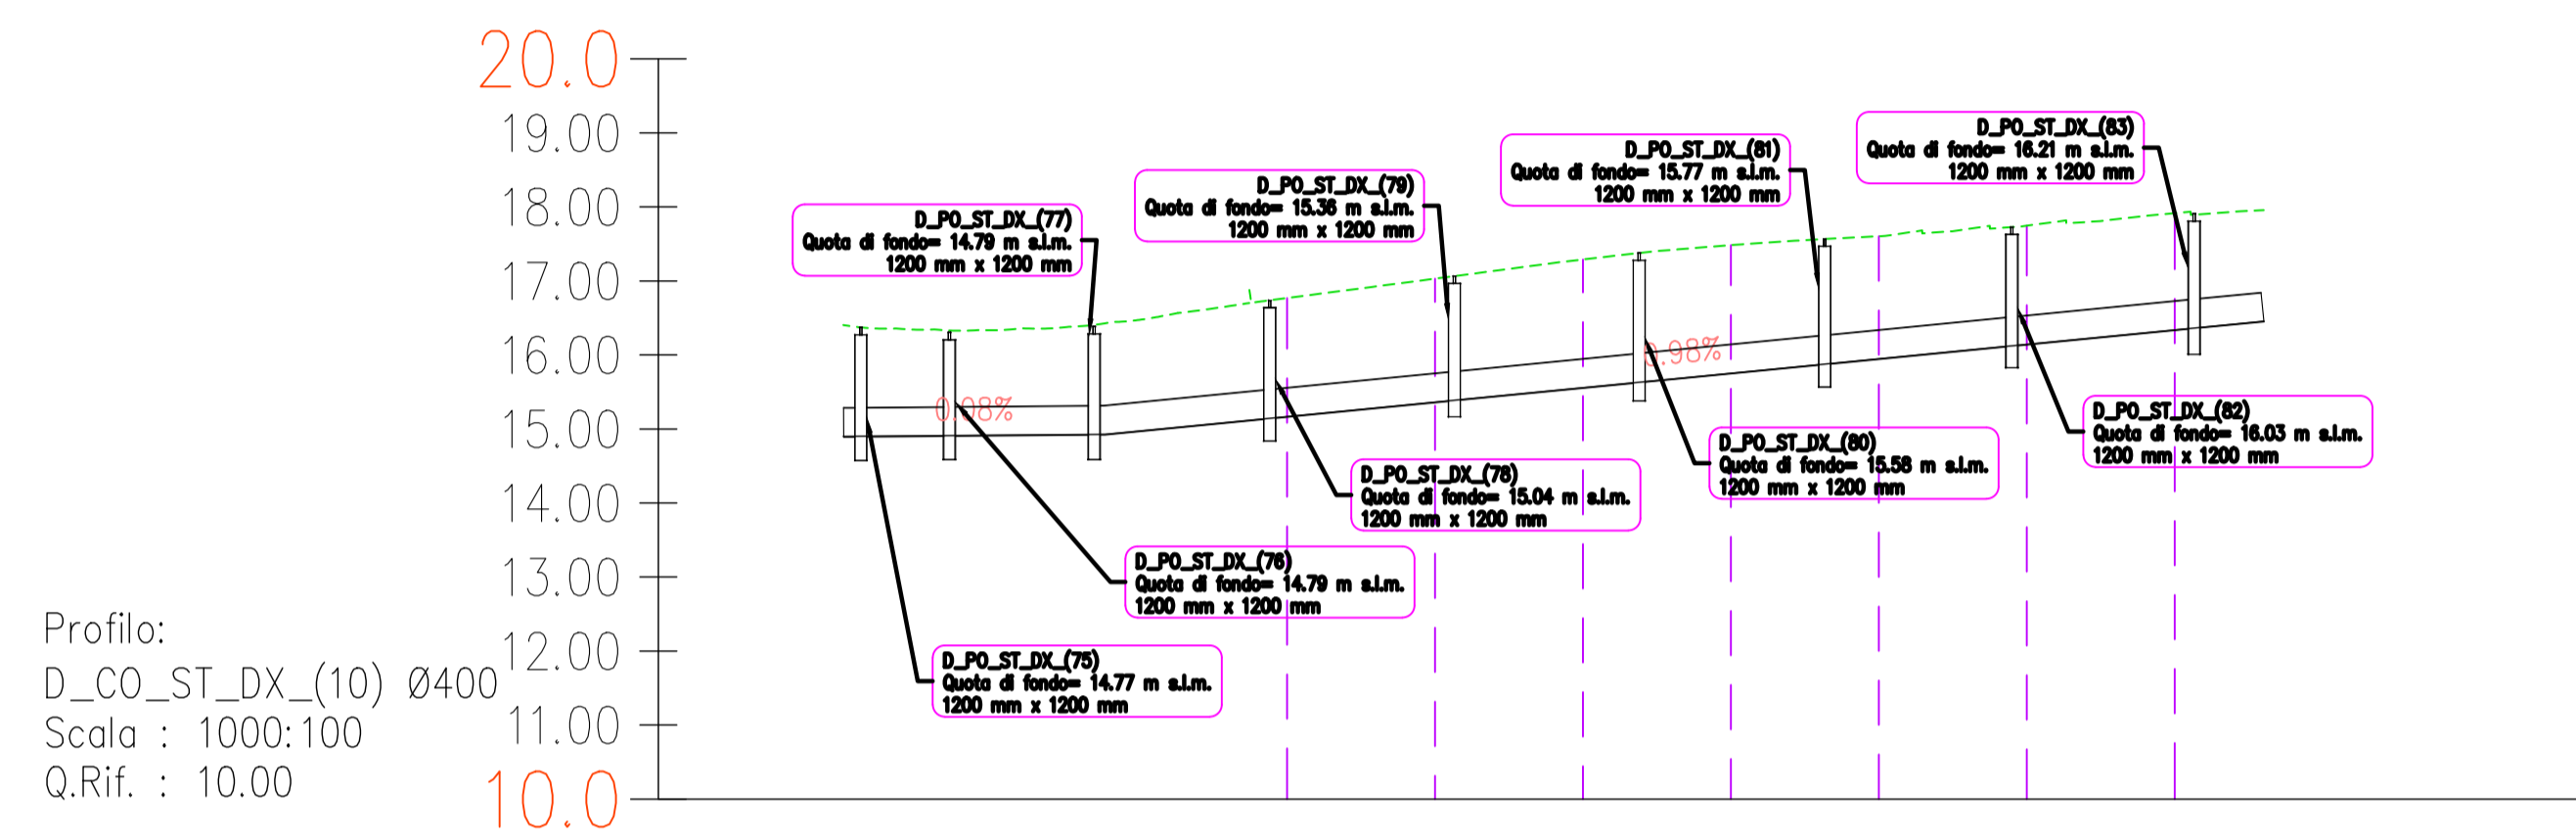 20.0
19.00
18.00
17.00
16.00
15.00
14.00
13.00
12.00
11.00
10.0
Profilo:
D_CO_ST_DX_(10) Ø400
Scala : 1000:100
Q.Rif. : 10.00
D_PO_ST_DX_(77)
Quota di fondo= 14.79 m s.l.m.
1200 mm x 1200 mm
D_PO_ST_DX_(79)
Quota di fondo= 15.36 m s.l.m.
1200 mm x 1200 mm
D_PO_ST_DX_(81)
Quota di fondo= 15.77 m s.l.m.
1200 mm x 1200 mm
D_PO_ST_DX_(83)
Quota di fondo= 16.21 m s.l.m.
1200 mm x 1200 mm
0.08%
0.98%
D_PO_ST_DX_(75)
Quota di fondo= 14.77 m s.l.m.
1200 mm x 1200 mm
D_PO_ST_DX_(76)
Quota di fondo= 14.79 m s.l.m.
1200 mm x 1200 mm
D_PO_ST_DX_(78)
Quota di fondo= 15.04 m s.l.m.
1200 mm x 1200 mm
D_PO_ST_DX_(80)
Quota di fondo= 15.58 m s.l.m.
1200 mm x 1200 mm
D_PO_ST_DX_(82)
Quota di fondo= 16.03 m s.l.m.
1200 mm x 1200 mm